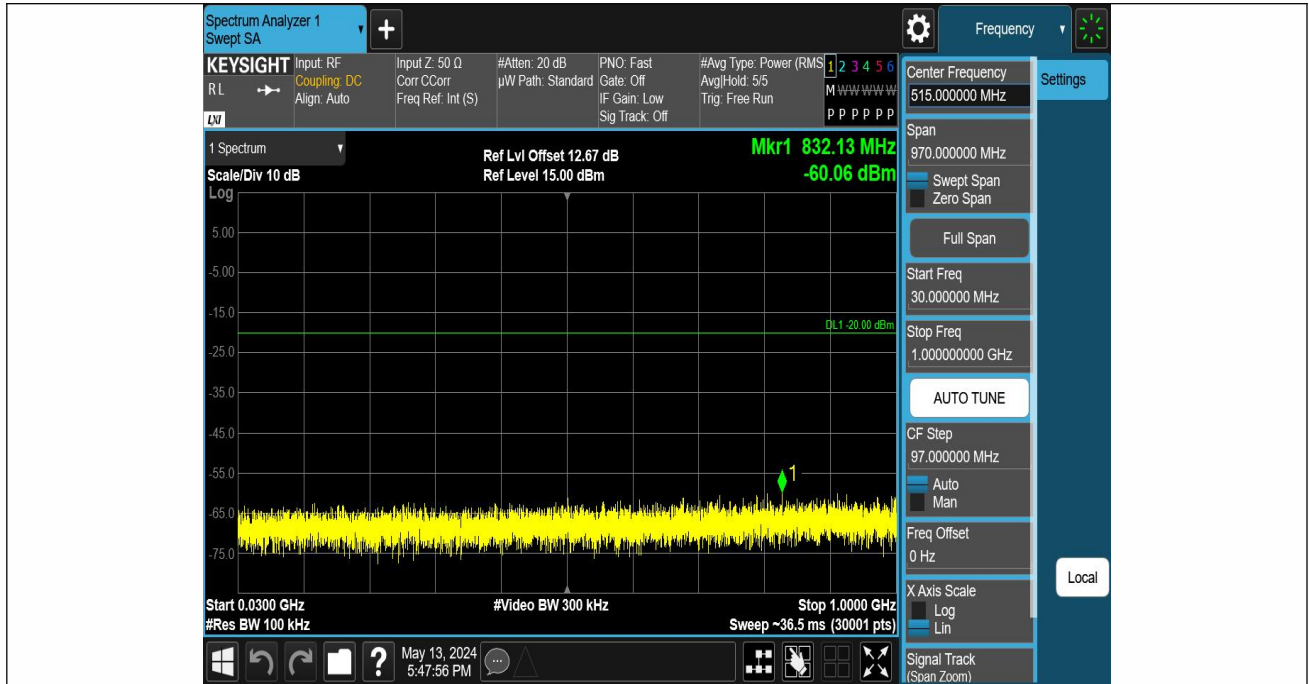 Spectrum Analyzer 1
Swept SA
Frequency
KEYSIGHT
R L
LXI
Input: RF
Coupling: DC
Align: Auto
Input Z: 50 Ω
Corr CCorr
Freq Ref: Int (S)
#Atten: 20 dB
µW Path: Standard
PNO: Fast
Gate: Off
IF Gain: Low
Sig Track: Off
#Avg Type: Power (RMS
Avg|Hold: 5/5
Trig: Free Run
1 2 3 4 5 6
M W W W W W
P P P P P P
1 Spectrum
Scale/Div 10 dB
Ref Lvl Offset 12.67 dB
Ref Level 15.00 dBm
Mkr1 832.13 MHz
-60.06 dBm
Log
5.00
-5.00
-15.0
-25.0
-35.0
-45.0
-55.0
-65.0
-75.0
DL1 -20.00 dBm
1
Start 0.0300 GHz
#Res BW 100 kHz
#Video BW 300 kHz
Stop 1.0000 GHz
Sweep ~36.5 ms (30001 pts)
Center Frequency
515.000000 MHz
Settings
Span
970.000000 MHz
Swept Span
Zero Span
Full Span
Start Freq
30.000000 MHz
Stop Freq
1.000000000 GHz
AUTO TUNE
CF Step
97.000000 MHz
Auto
Man
Freq Offset
0 Hz
X Axis Scale
Log
Lin
Local
Signal Track
(Span Zoom)
?
May 13, 2024
5:47:56 PM